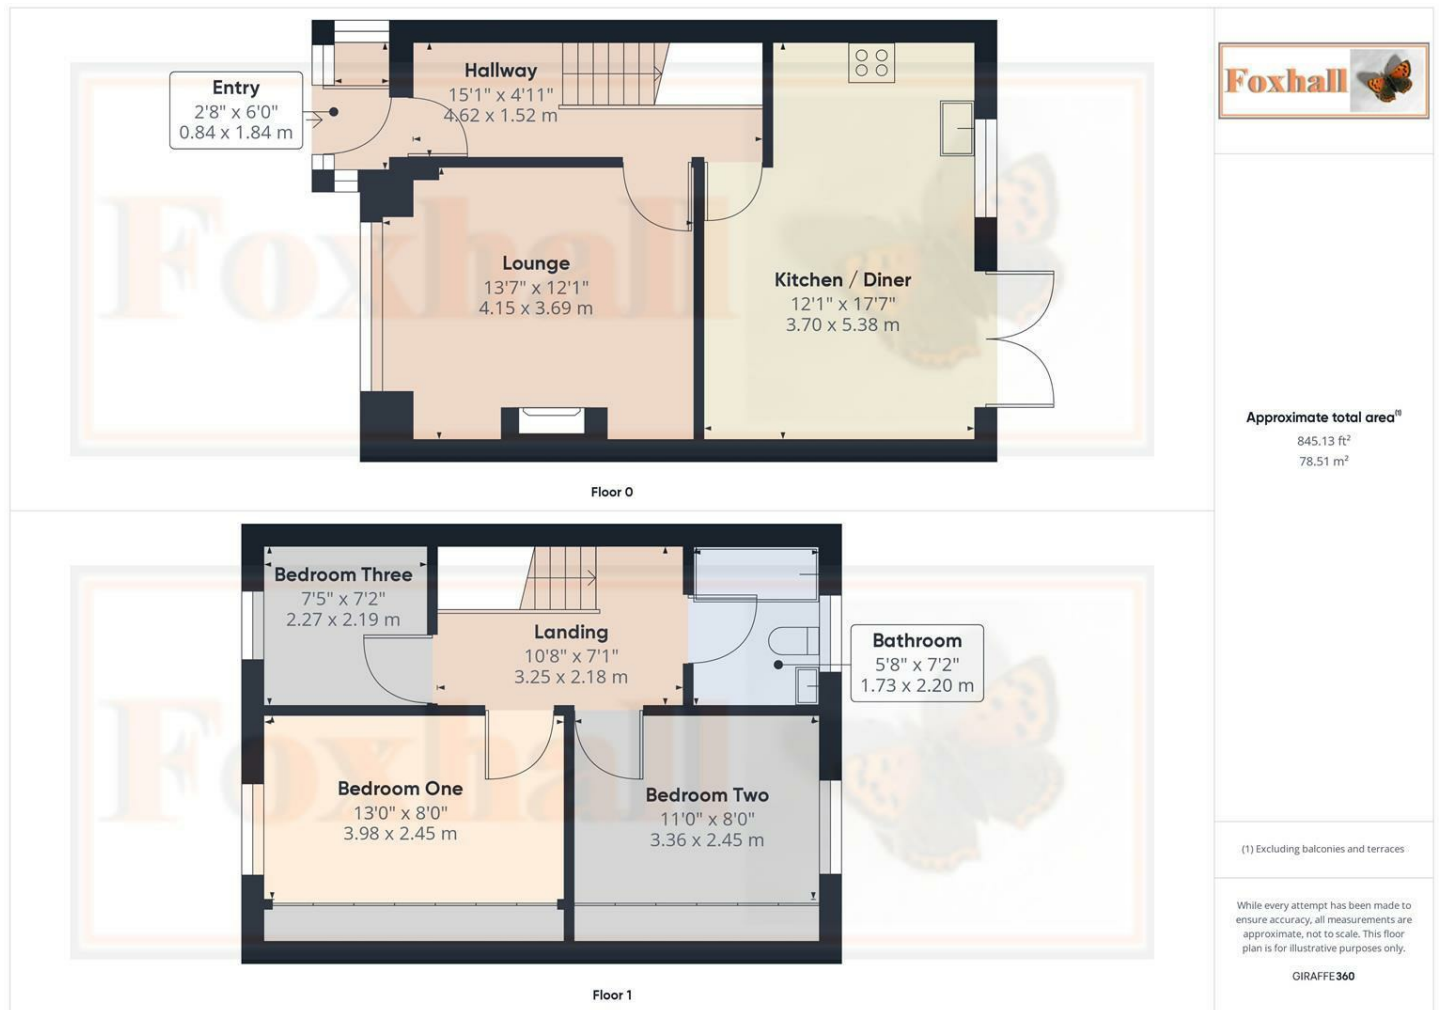 Entry
2'8" x 6'0"
0.84 x 1.84 m
Hallway
15'1" x 4'11"
4.62 x 1.52 m
Lounge
13'7" x 12'1"
4.15 x 3.69 m
Kitchen / Diner
12'1" x 17'7"
3.70 x 5.38 m
Foxhall
Floor 0
Bedroom Three
7'5" x 7'2"
2.27 x 2.19 m
Landing
10'8" x 7'1"
3.25 x 2.18 m
Bathroom
5'8" x 7'2"
1.73 x 2.20 m
Bedroom One
13'0" x 8'0"
3.98 x 2.45 m
Bedroom Two
11'0" x 8'0"
3.36 x 2.45 m
Foxhall
Floor 1
Foxhall
Approximate total area⁽¹⁾
845.13 ft²
78.51 m²
(1) Excluding balconies and terraces
While every attempt has been made to
ensure accuracy, all measurements are
approximate, not to scale. This floor
plan is for illustrative purposes only.
GIRAFFE360